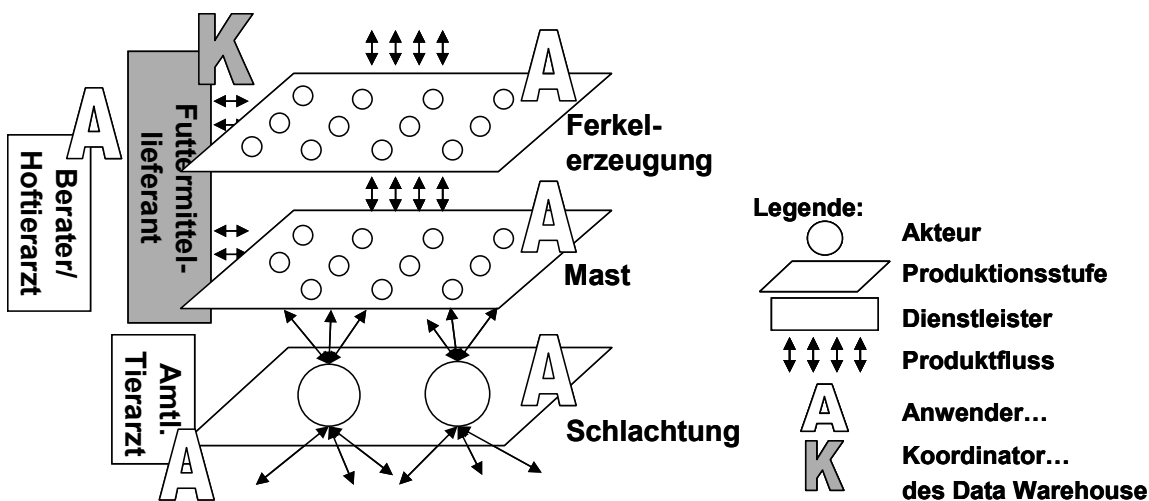 K
A
A
Futtermittel-
lieferant
Berater/
Hoftierarzt
Ferkel-
erzeugung
A
Mast
Amtl.
Tierarzt
A
A
Schlachtung
Legende:
Akteur
Produktionsstufe
Dienstleister
Produktfluss
A
Anwender…
K
Koordinator…
des Data Warehouse